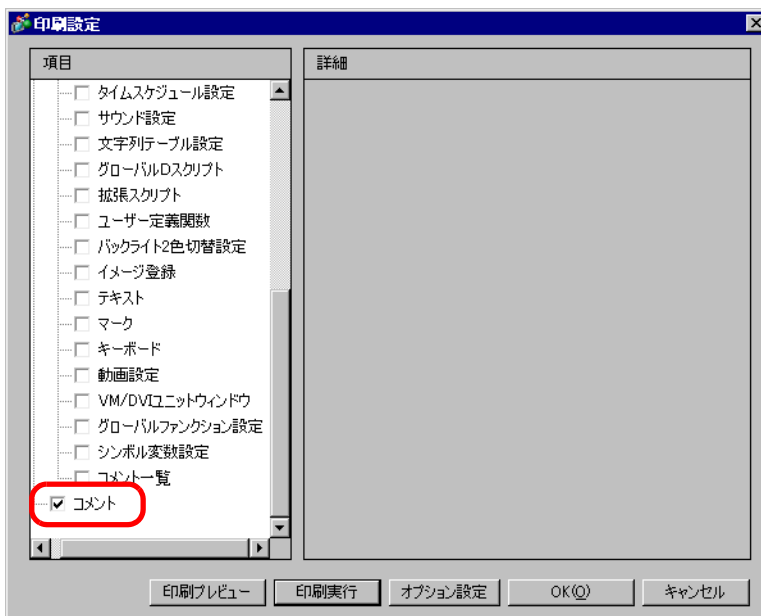 印刷設定
項目
詳細
タイムスケジュール設定
サウンド設定
文字列テーブル設定
グローバルDスクリプト
拡張スクリプト
ユーザー定義関数
バックライト2色切替設定
イメージ登録
テキスト
マーク
キーボード
動画設定
VM/DVIユニットウィンドウ
グローバルファンクション設定
シンボル変数設定
コメント一覧
コメント
印刷プレビュー 印刷実行 オプション設定 OK(O) キャンセル